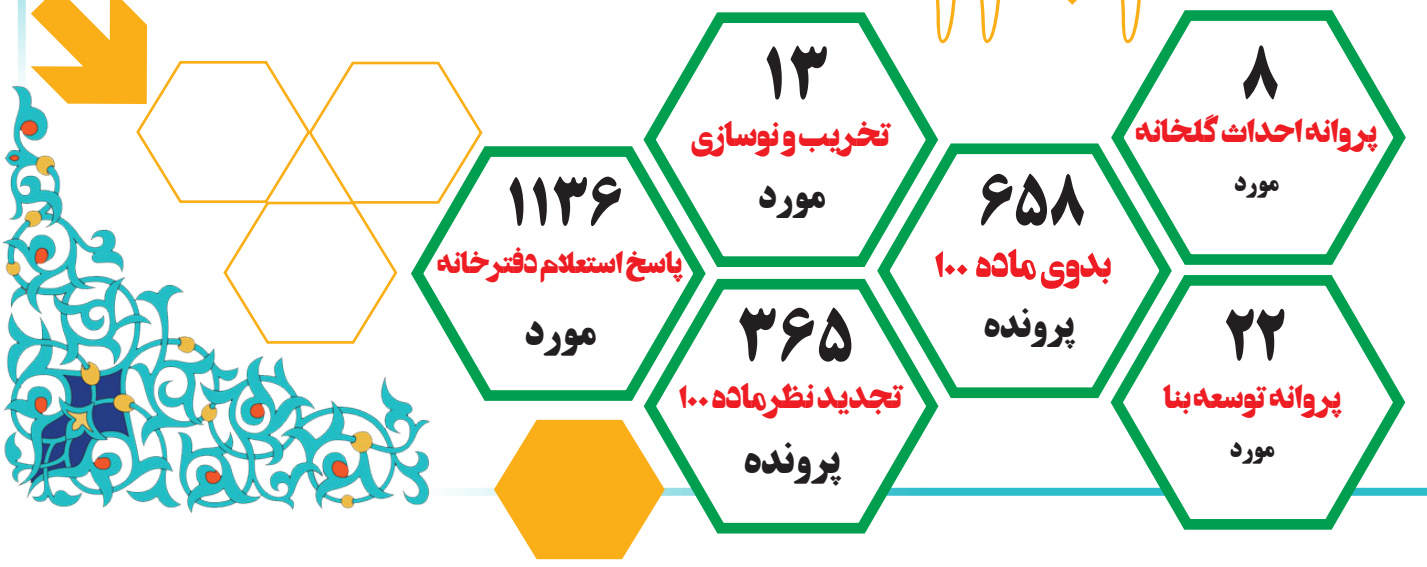 ۸
پروانه احداث گلخانه
مورد
۱۳
تخریب و نوسازی
مورد
۶۵۸
بدوی ماده ۱۰۰
پرونده
۱۱۳۶
پاسخ استعلام دفترخانه
مورد
۲۲
پروانه توسعه بنا
مورد
۳۶۵
تجدید نظر ماده ۱۰۰
پرونده